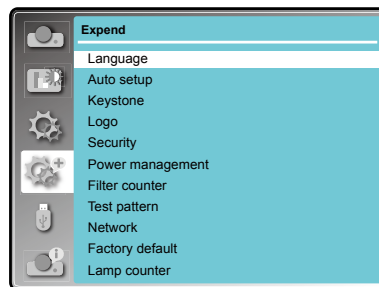 Expend
Language
Auto setup
Keystone
Logo
Security
Power management
Filter counter
Test pattern
Network
Factory default
Lamp counter